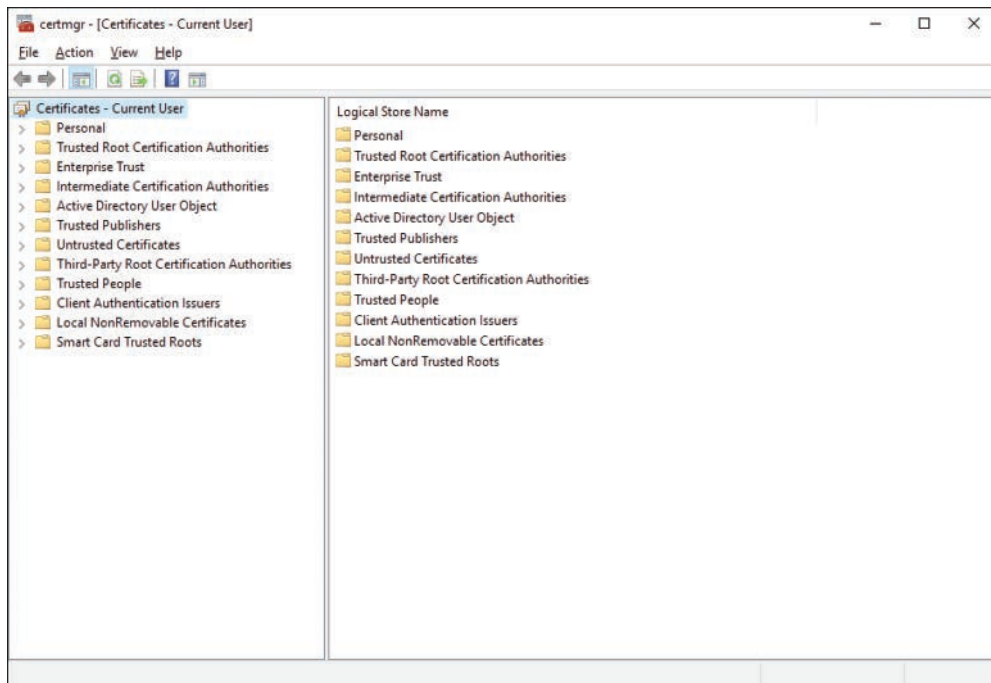 certmgr - [Certificates - Current User]
File Action View Help
Certificates - Current User
Personal
Trusted Root Certification Authorities
Enterprise Trust
Intermediate Certification Authorities
Active Directory User Object
Trusted Publishers
Untrusted Certificates
Third-Party Root Certification Authorities
Trusted People
Client Authentication Issuers
Local NonRemovable Certificates
Smart Card Trusted Roots
Logical Store Name
Personal
Trusted Root Certification Authorities
Enterprise Trust
Intermediate Certification Authorities
Active Directory User Object
Trusted Publishers
Untrusted Certificates
Third-Party Root Certification Authorities
Trusted People
Client Authentication Issuers
Local NonRemovable Certificates
Smart Card Trusted Roots